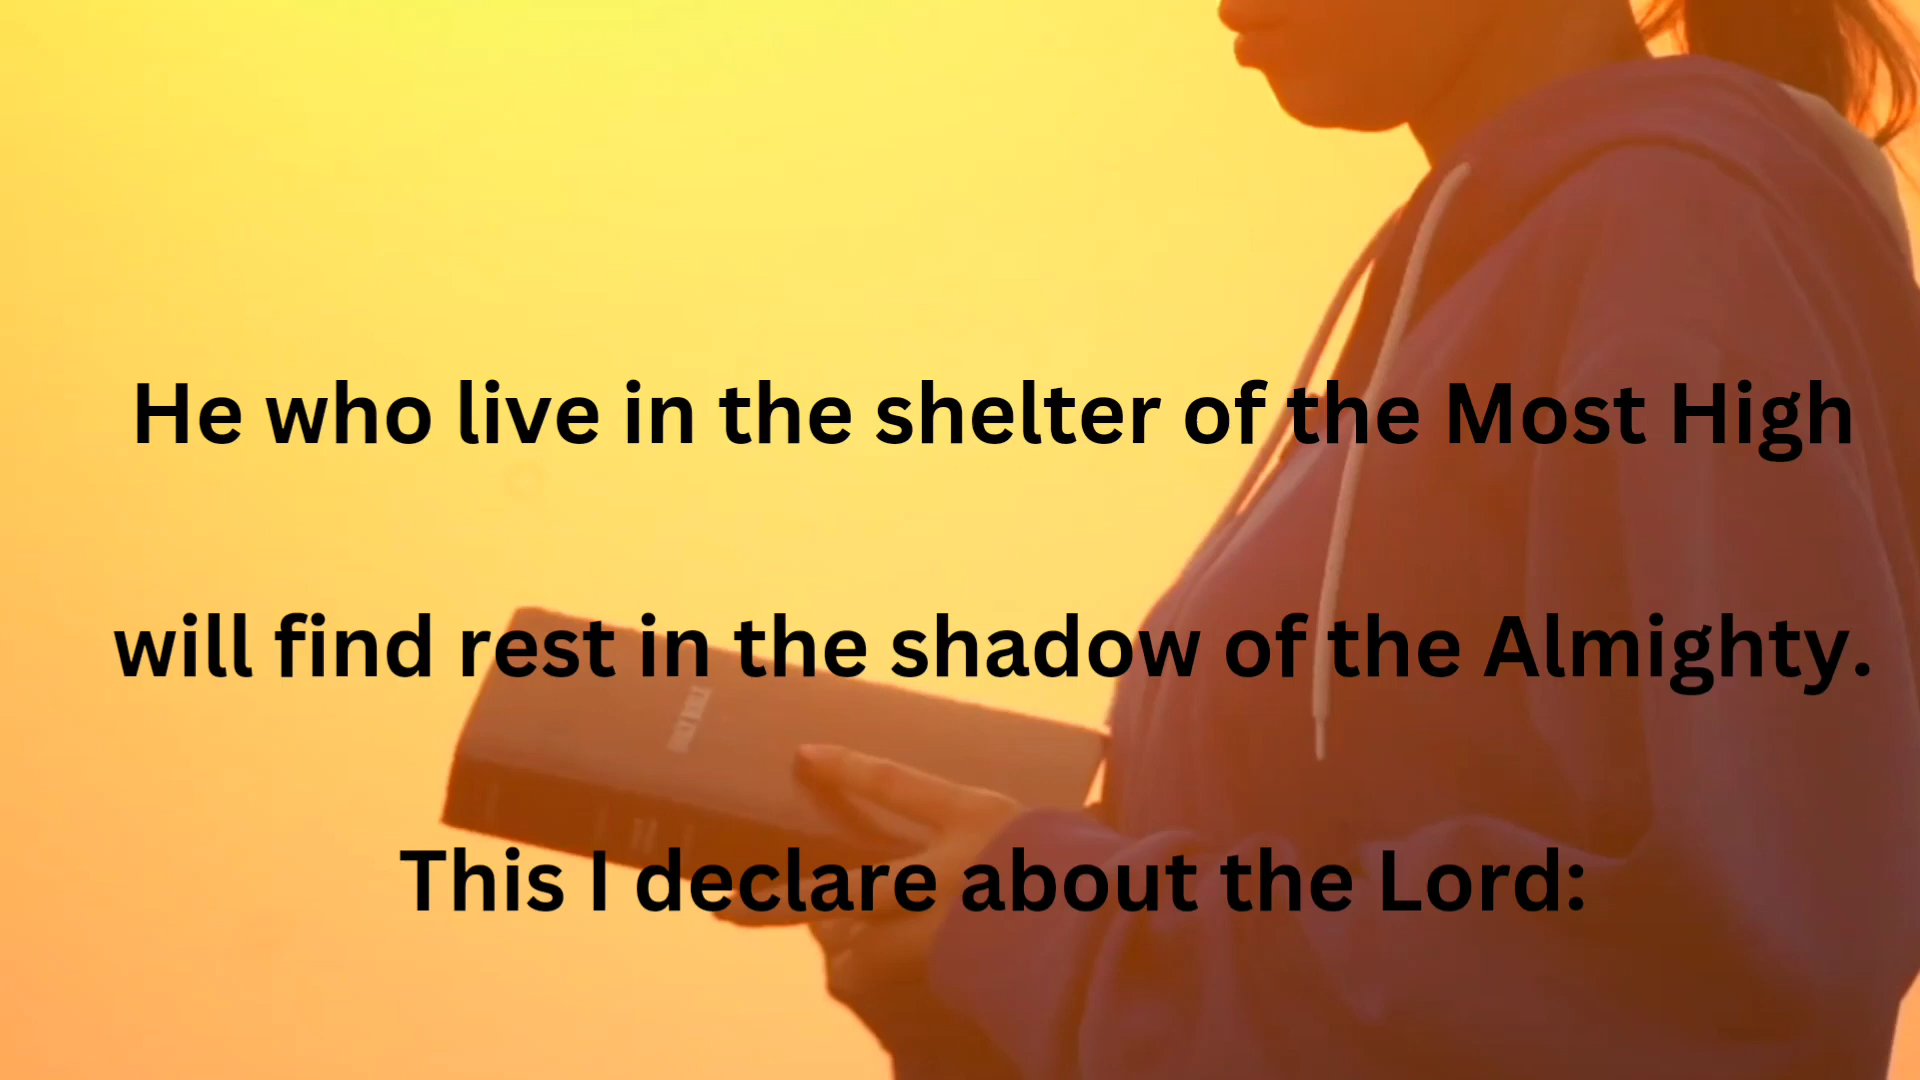 He who live in the shelter of the Most High
will find rest in the shadow of the Almighty.
This I declare about the Lord: